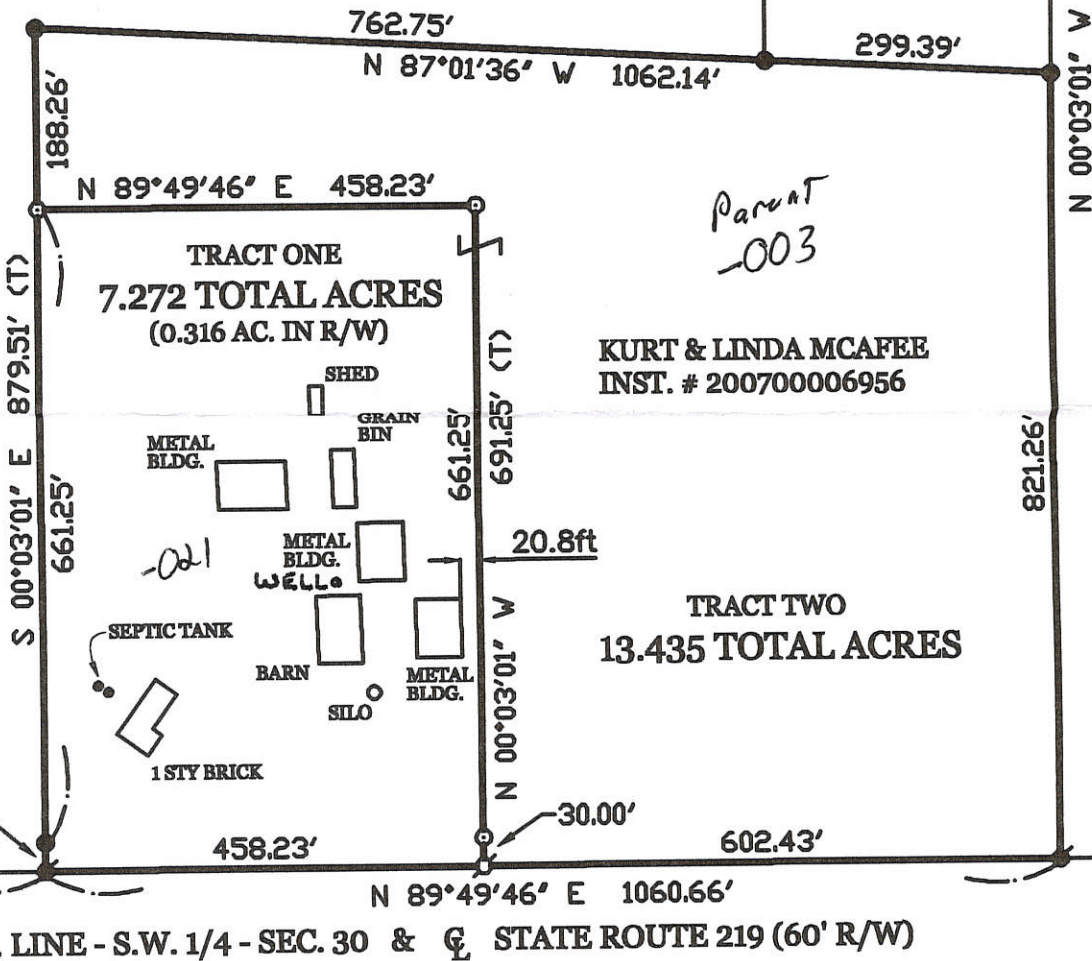 762.75'
299.39'
N 87°01'36" W 1062.14'
N 00°03'01" W
188.26'
N 89°49'46" E 458.23'
Parent
-003
TRACT ONE
7.272 TOTAL ACRES
(0.316 AC. IN R/W)
S 00°03'01" E 879.51' (T)
661.25'
KURT & LINDA MCAFEE
INST. # 200700006956
SHED
GRAIN
BIN
METAL
BLDG.
661.25'
691.25' (T)
N 00°03'01" W
821.26'
-021
METAL
BLDG.
WELL
20.8ft
SEPTIC TANK
TRACT TWO
13.435 TOTAL ACRES
BARN
METAL
BLDG.
SILO
1 STY BRICK
30.00'
458.23'
602.43'
N 89°49'46" E 1060.66'
. LINE - S.W. 1/4 - SEC. 30 & ℄ STATE ROUTE 219 (60' R/W)